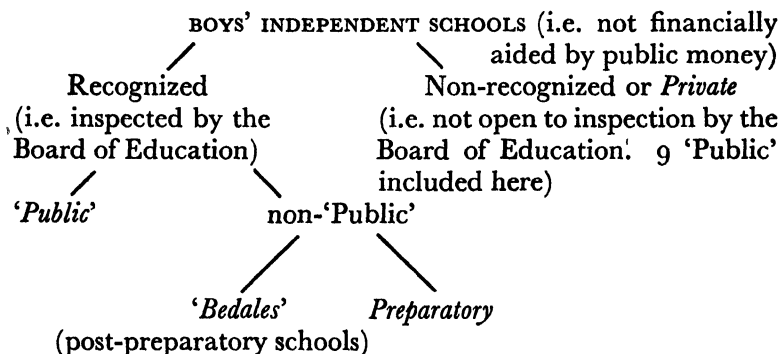 BOYS' INDEPENDENT SCHOOLS (i.e. not financially
aided by public money)
Recognized
(i.e. inspected by the
Board of Education)
Non-recognized or Private
(i.e. not open to inspection by the
Board of Education. 9 ‘Public’
included here)
‘Public’
non-‘Public’
‘Bedales’
(post-preparatory schools)
Preparatory